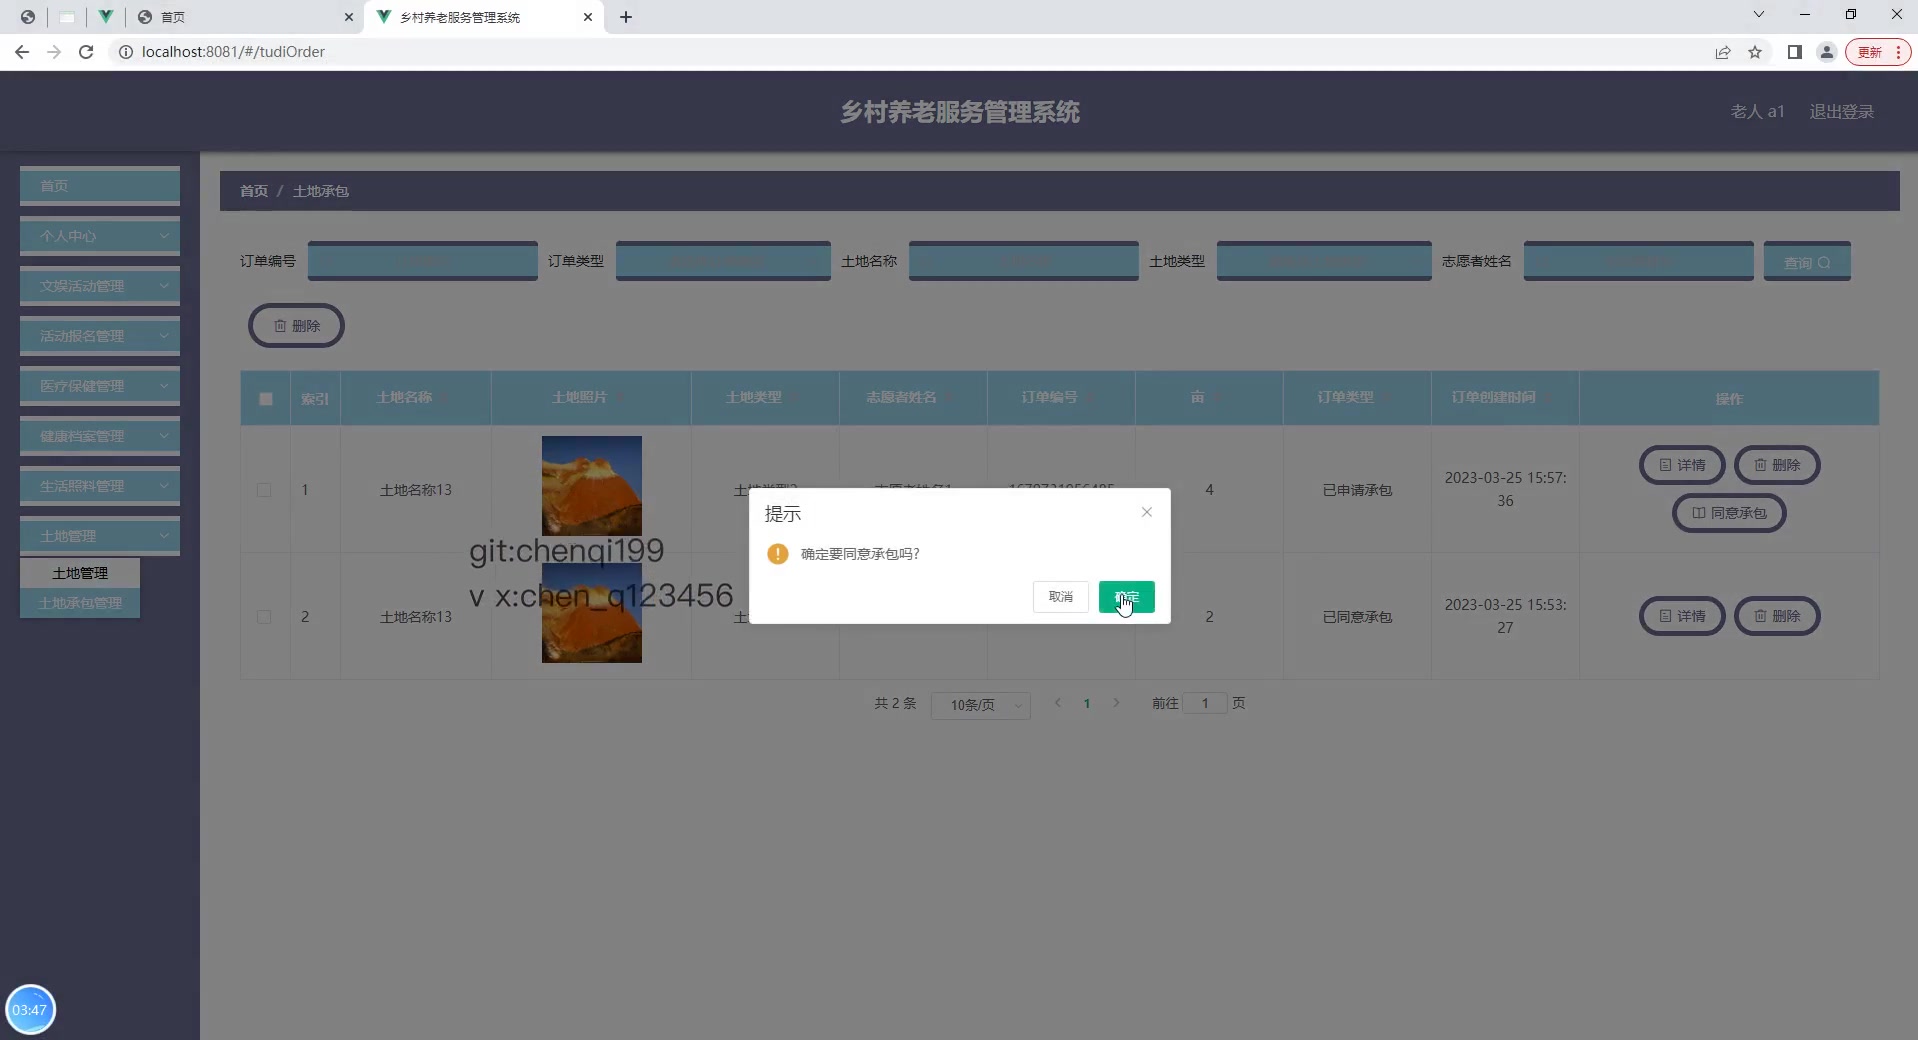 首页
乡村养老服务管理系统
localhost:8081/#/tudiOrder
更新
乡村养老服务管理系统
老人 a1
退出登录
首页
个人中心
文娱活动管理
活动报名管理
医疗保健管理
健康档案管理
生活照料管理
土地管理
土地管理
土地承包管理
首页 / 土地承包
订单编号
订单类型
土地名称
土地类型
志愿者姓名
查询
删除
索引 土地名称 土地照片 土地类型 志愿者姓名 订单编号 亩 订单类型 订单创建时间 操作
1 土地名称13 4 已申请承包 2023-03-25 15:57:
36
详情 删除
同意承包
2 土地名称13 2 已同意承包 2023-03-25 15:53:
27
详情 删除
提示
确定要同意承包吗?
取消 确定
git:chenqi199
v x:chen_q123456
共 2 条 10条/页 1 前往 1 页
03:47